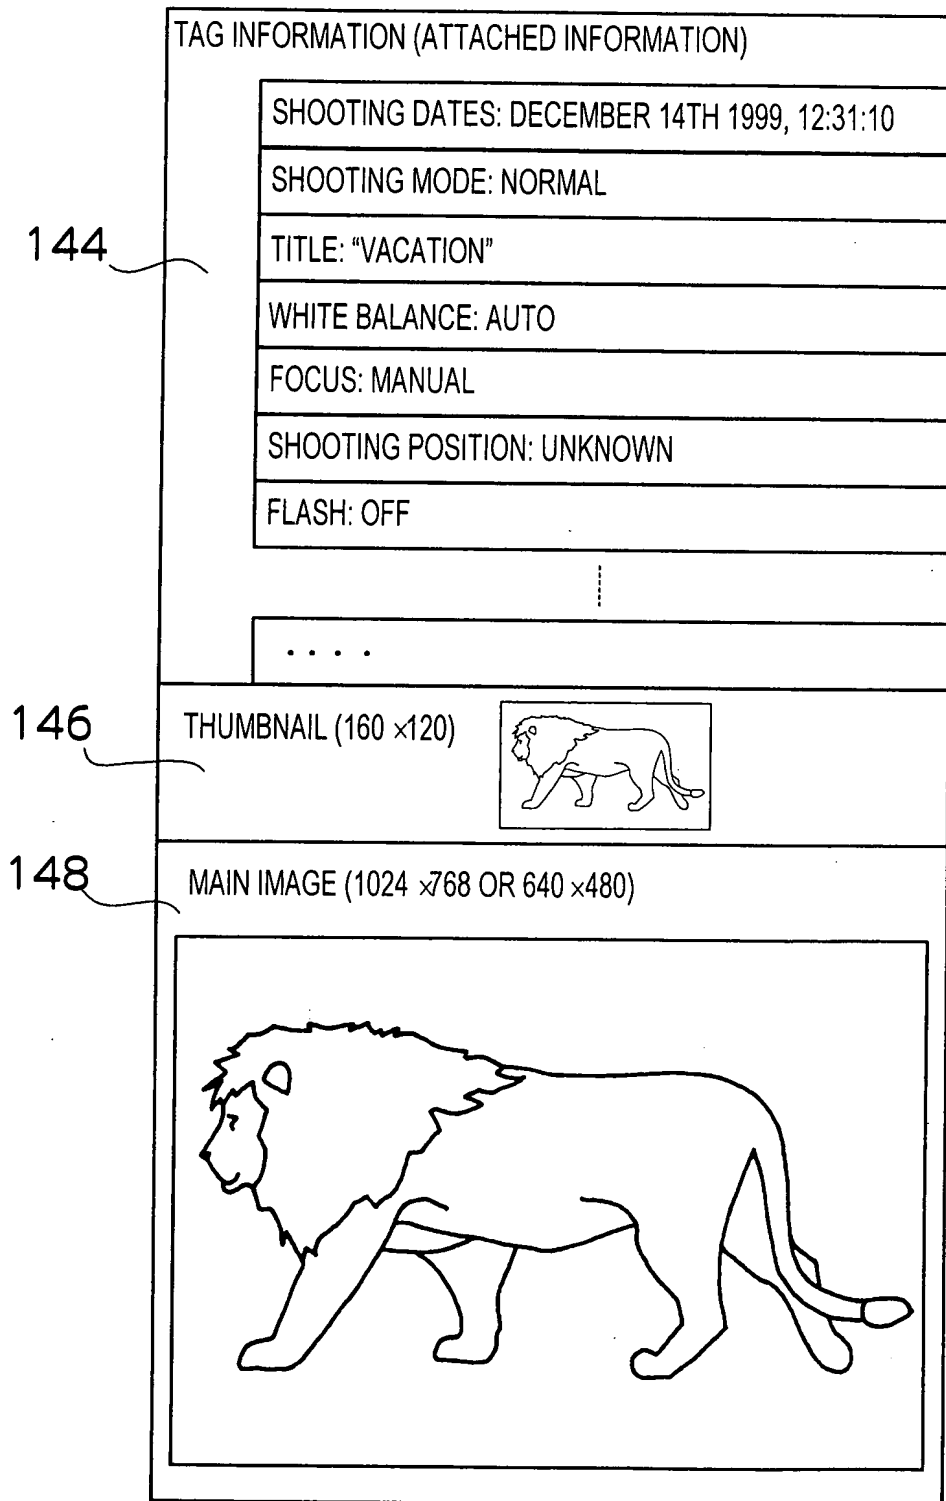 TAG INFORMATION (ATTACHED INFORMATION)
SHOOTING DATES: DECEMBER 14TH 1999, 12:31:10
SHOOTING MODE: NORMAL
144
TITLE: “VACATION”
WHITE BALANCE: AUTO
FOCUS: MANUAL
SHOOTING POSITION: UNKNOWN
FLASH: OFF
. . . .
146
THUMBNAIL (160 ×120)
148
MAIN IMAGE (1024 ×768 OR 640 ×480)